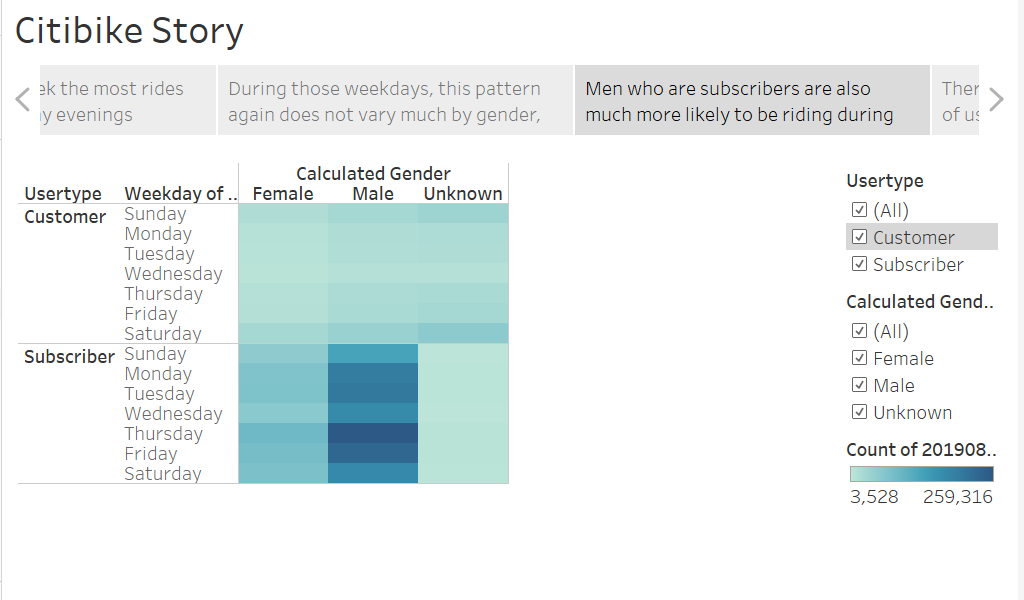 Citibike Story
ek the most rides
y evenings
During those weekdays, this pattern
again does not vary much by gender,
Men who are subscribers are also
much more likely to be riding during
Ther
of us
Calculated Gender
Usertype Weekday of .. Female Male Unknown
Customer Sunday
Monday
Tuesday
Wednesday
Thursday
Friday
Saturday
Subscriber Sunday
Monday
Tuesday
Wednesday
Thursday
Friday
Saturday
Usertype
(All)
Customer
Subscriber
Calculated Gend..
(All)
Female
Male
Unknown
Count of 201908..
3,528 259,316